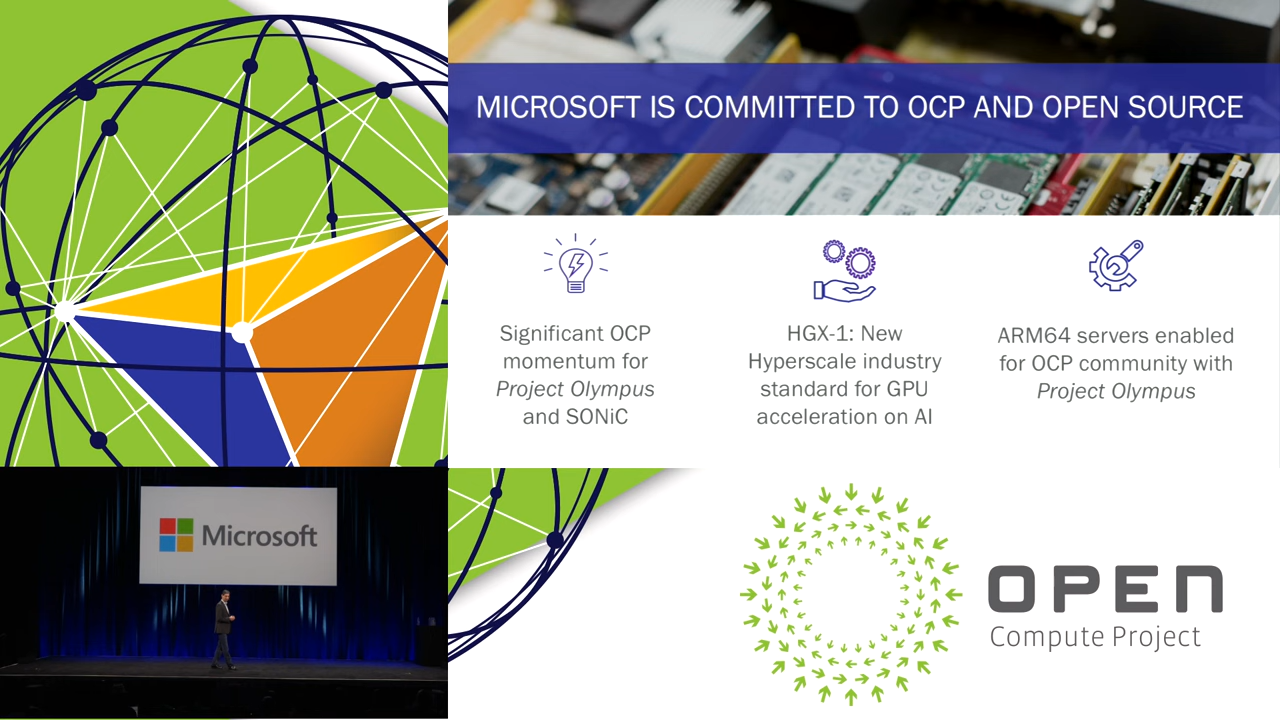 MICROSOFT IS COMMITTED TO OCP AND OPEN SOURCE
Significant OCP
momentum for
Project Olympus
and SONiC
HGX-1: New
Hyperscale industry
standard for GPU
acceleration on AI
ARM64 servers enabled
for OCP community with
Project Olympus
Microsoft
OPEN
Compute Project